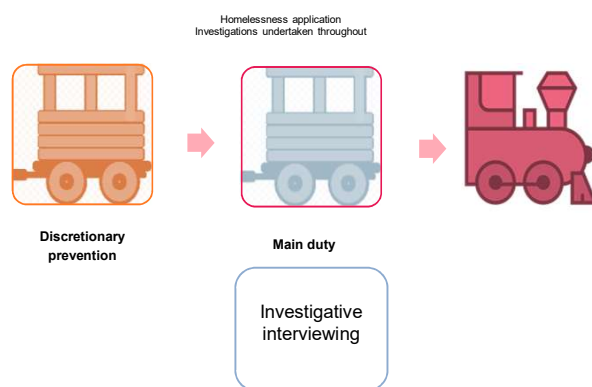 Homelessness application
Investigations undertaken throughout
Discretionary
prevention
Main duty
Investigative
interviewing